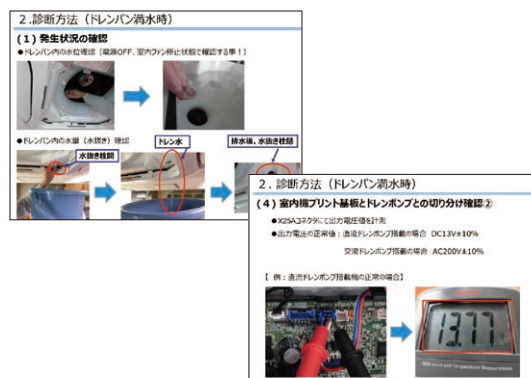 2.診断方法（ドレンパン満水時）
(1) 発生状況の確認
●ドレンパン内の水位確認（電源OFF、室内ファン停止状態で確認する事！）
●ドレンパン内の水量（水抜き）確認
水抜き栓開
ドレン水
排水後、水抜き栓閉
2.診断方法（ドレンパン満水時）
(4) 室内機プリント基板とドレンポンプとの切り分け確認②
●X25Aコネクタにて出力電圧値を計測
●出力電圧の正常値：直流ドレンポンプ搭載の場合 DC13V±10%
交流ドレンポンプ搭載の場合 AC200V±10%
【 例：直流ドレンポンプ搭載機の正常の場合】
13.77